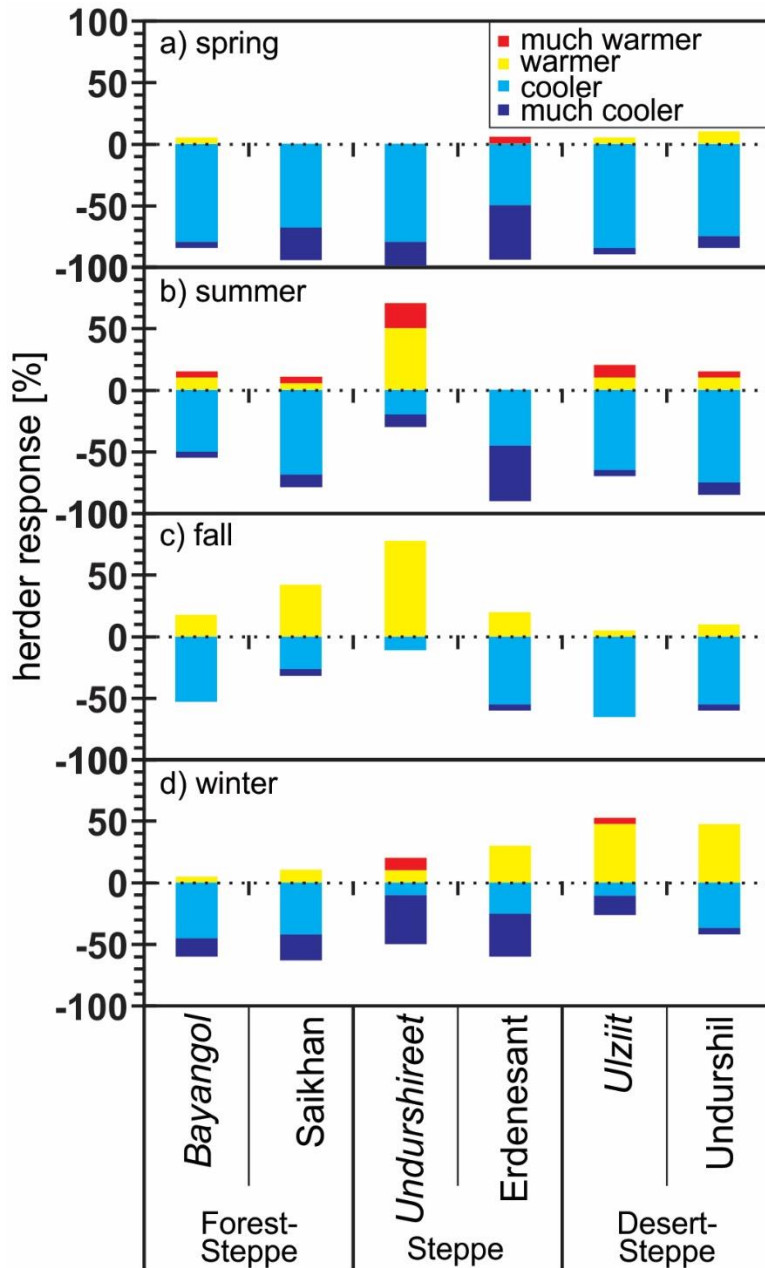 herder response [%]
a) spring
much warmer
warmer
cooler
much cooler
100
50
0
-50
-100
b) summer
50
0
-50
-100
c) fall
50
0
-50
-100
d) winter
50
0
-50
-100
Bayangol
Saikhan
Undurshireet
Erdenesant
Ulziit
Undurshil
Forest-
Steppe
Steppe
Desert-
Steppe